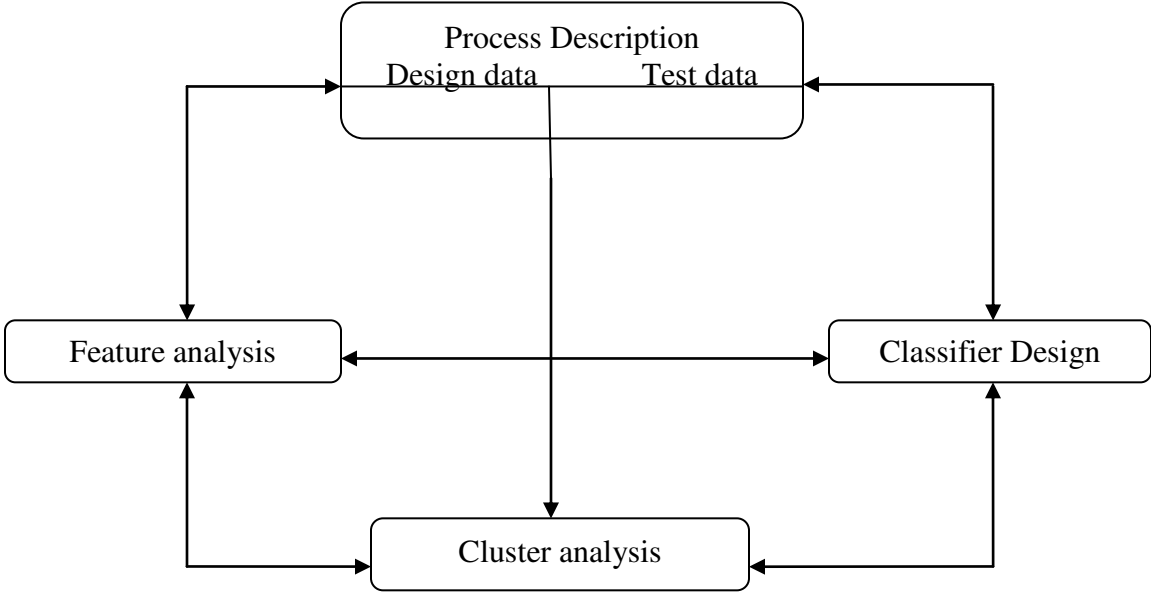 Process Description
Design data Test data
Feature analysis
Classifier Design
Cluster analysis